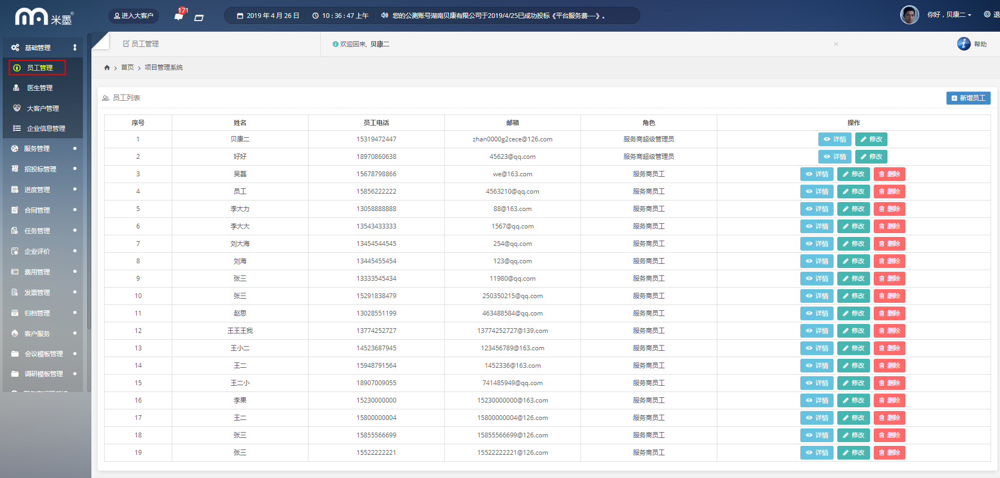 米墨®
进入大客户
171
2019 年 4 月 26 日
10 : 36 : 47 上午
您的公测账号湖南贝康有限公司于2019/4/25已成功投标《平台服务费----》。
你好 , 贝康二
退
基础管理
员工管理
医生管理
大客户管理
企业信息管理
服务管理
招投标管理
进度管理
合同管理
任务管理
企业评价
费用管理
发票管理
归档管理
客户服务
会议模板管理
调研模板管理
员工管理
欢迎回来, 贝康二
×
帮助
首页 > 项目管理系统
员工列表
新增员工
序号 姓名 员工电话 邮箱 角色 操作
1 贝康二 15319472447 zhan0000g2cece@126.com 服务商超级管理员 详情 修改
2 好好 18970860638 45623@qq.com 服务商超级管理员 详情 修改
3 吴磊 15678798866 we@163.com 服务商员工 详情 修改 删除
4 员工 15856222222 4563210@qq.com 服务商员工 详情 修改 删除
5 李大力 13058888888 88@163.com 服务商员工 详情 修改 删除
6 李大大 13543433333 1567@qq.com 服务商员工 详情 修改 删除
7 刘大海 13454544545 254@qq.com 服务商员工 详情 修改 删除
8 刘海 13445455454 123@qq.com 服务商员工 详情 修改 删除
9 张三 13333545434 11980@qq.com 服务商员工 详情 修改 删除
10 张三 15291838479 250350215@qq.com 服务商员工 详情 修改 删除
11 赵思 13028551199 463488584@qq.com 服务商员工 详情 修改 删除
12 王王王我 13774252727 13774252727@139.com 服务商员工 详情 修改 删除
13 王小二 14523687945 123456789@163.com 服务商员工 详情 修改 删除
14 王二 15948791564 1452336@163.com 服务商员工 详情 修改 删除
15 王二小 18907009055 741485949@qq.com 服务商员工 详情 修改 删除
16 李果 15230000000 15230000000@163.com 服务商员工 详情 修改 删除
17 王二 15800000004 15800000004@126.com 服务商员工 详情 修改 删除
18 张三 15855566699 15855566699@126.com 服务商员工 详情 修改 删除
19 张三 15522222221 15522222221@126.com 服务商员工 详情 修改 删除